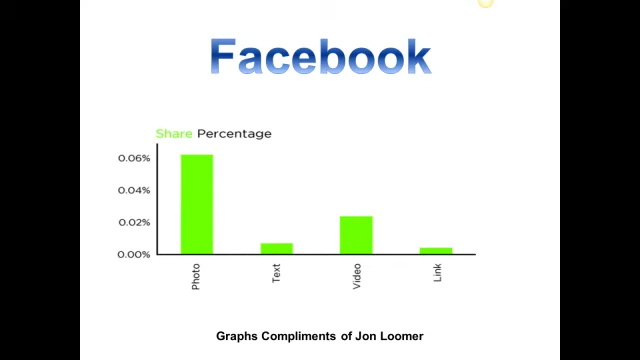 Facebook
Share Percentage
0.06%
0.04%
0.02%
0.00%
Photo
Text
Video
Link
Graphs Compliments of Jon Loomer